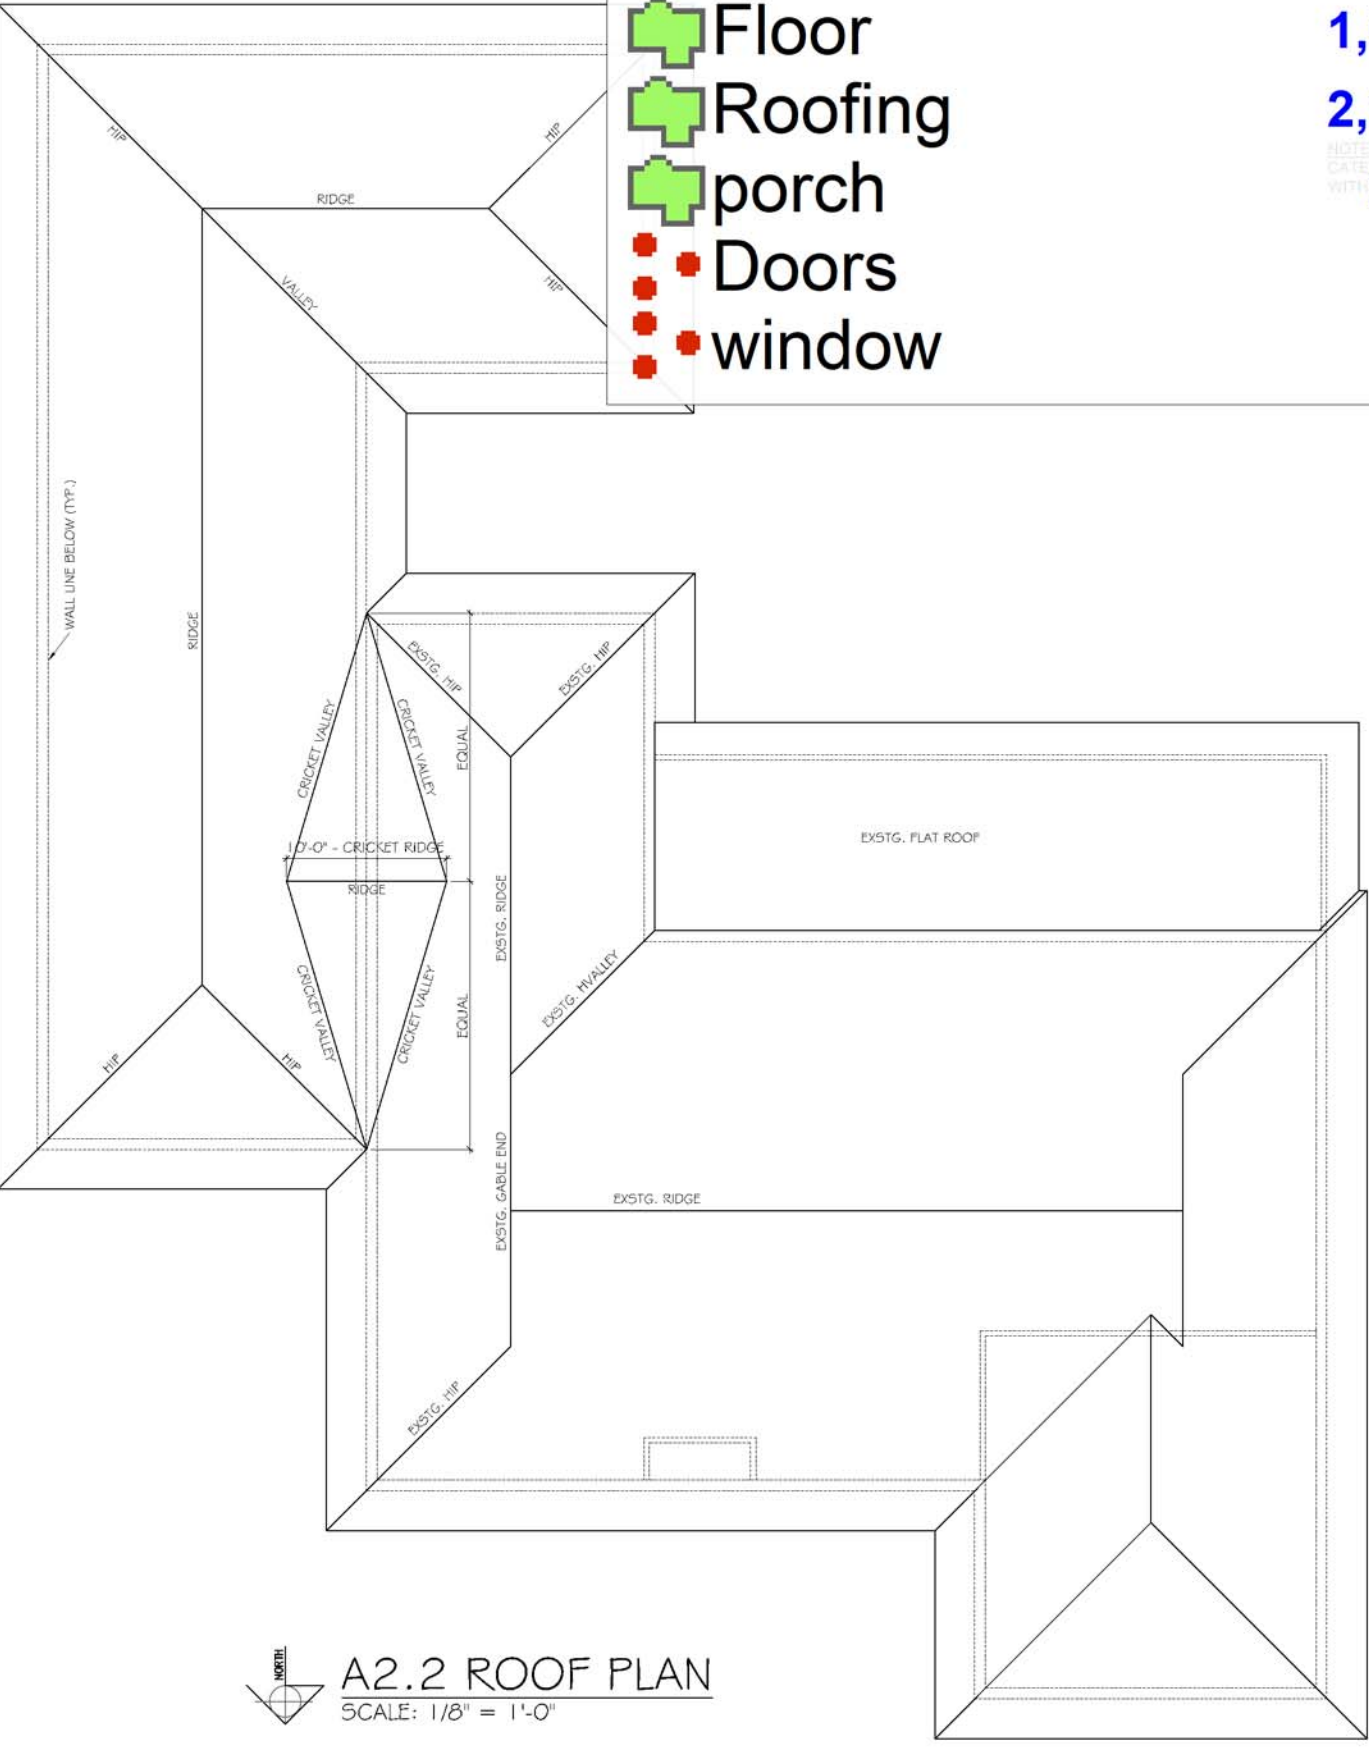 Floor 1,
Roofing 2,
NOTE
CATE
WITH
porch
Doors
window
HIP
HIP
RIDGE
HIP
VALLEY
WALL LINE BELOW (TYP.)
RIDGE
EXSTG. HIP
EXSTG. HIP
CRICKET VALLEY
CRICKET VALLEY
EQUAL
10'-0" - CRICKET RIDGE
RIDGE
EXSTG. FLAT ROOF
EXSTG. RIDGE
EXSTG. HVALLEY
CRICKET VALLEY
CRICKET VALLEY
EQUAL
HIP
HIP
EXSTG. GABLE END
EXSTG. RIDGE
EXSTG. HIP
NORTH
A2.2 ROOF PLAN
SCALE: 1/8" = 1'-0"